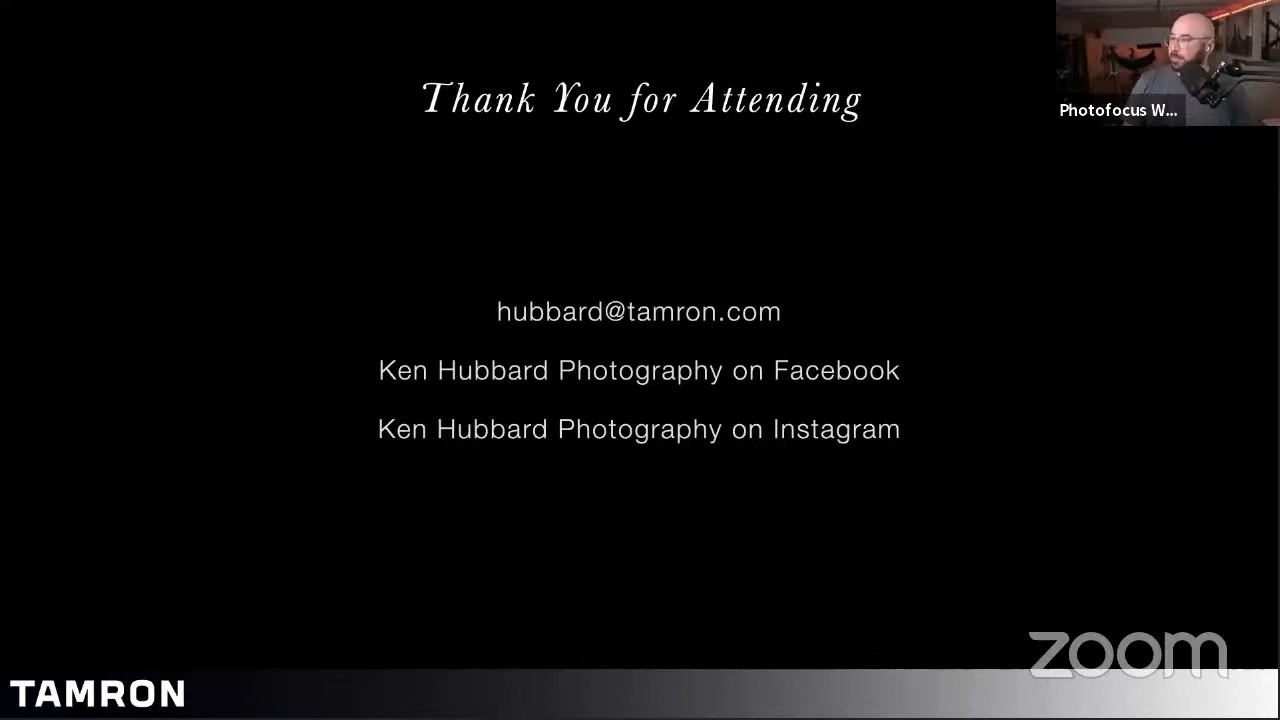 Thank You for Attending
Photofocus W...
hubbard@tamron.com
Ken Hubbard Photography on Facebook
Ken Hubbard Photography on Instagram
zoom
TAMRON